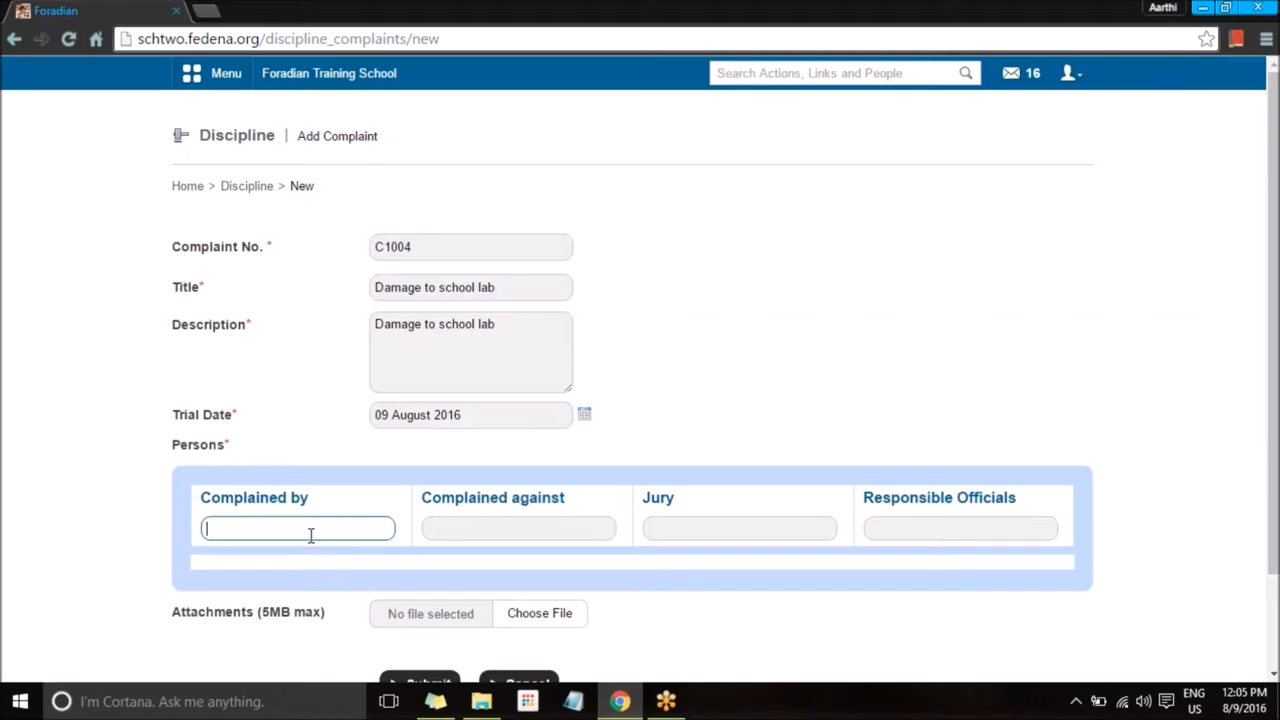 Foradian
Aarthi
schtwo.fedena.org/discipline_complaints/new
Menu
Foradian Training School
Search Actions, Links and People
16
Discipline | Add Complaint
Home > Discipline > New
Complaint No. *
C1004
Title*
Damage to school lab
Description*
Damage to school lab
Trial Date*
09 August 2016
Persons*
Complained by
Complained against
Jury
Responsible Officials
Attachments (5MB max)
No file selected
Choose File
Submit
Cancel
I'm Cortana. Ask me anything.
ENG
US
12:05 PM
8/9/2016